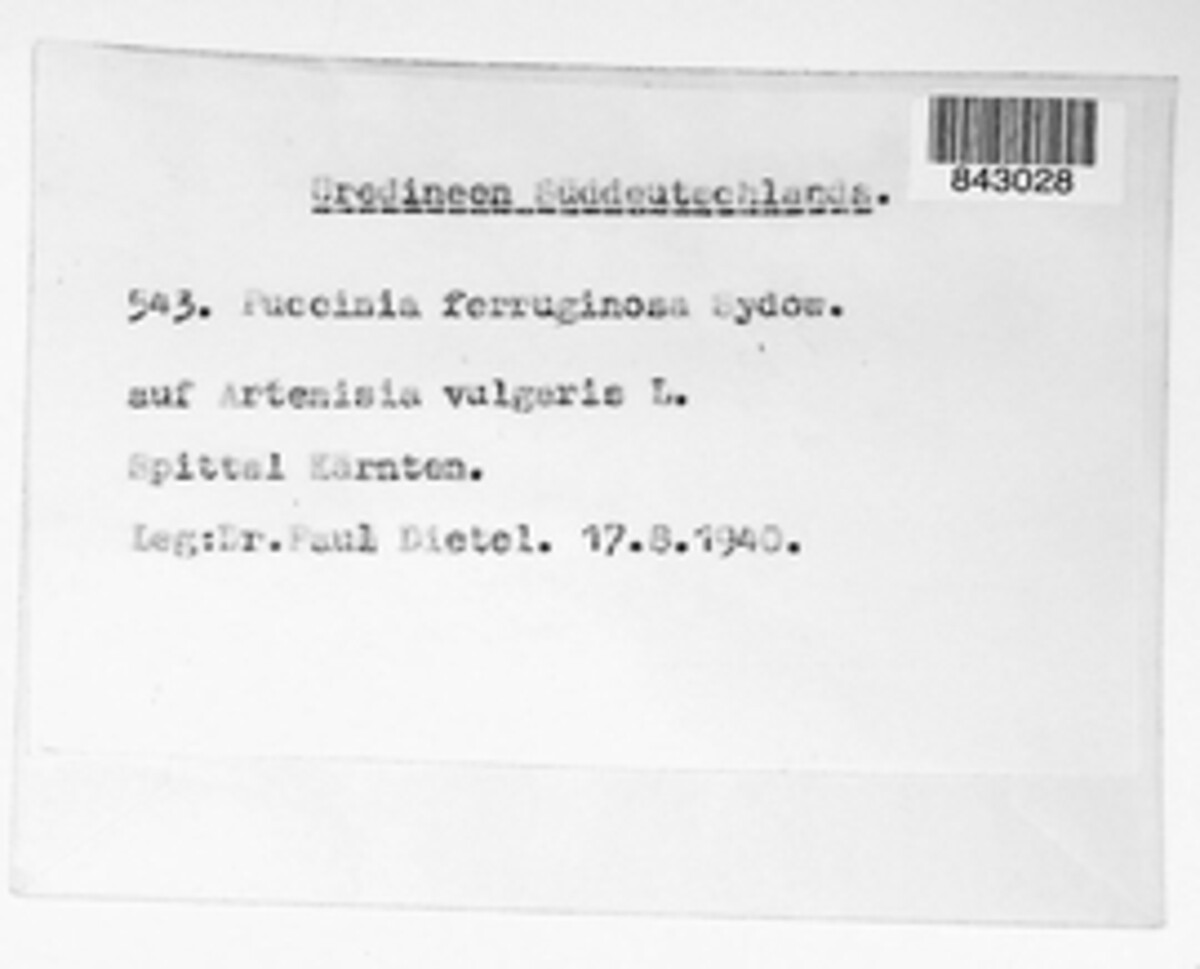 843028
Uredineen Süddeutschlands.
543. Puccinia ferruginosa Sydow.
auf Artemisia vulgaris L.
Spittal Kärnten.
Leg:Dr.Paul Dietel. 17.8.1940.